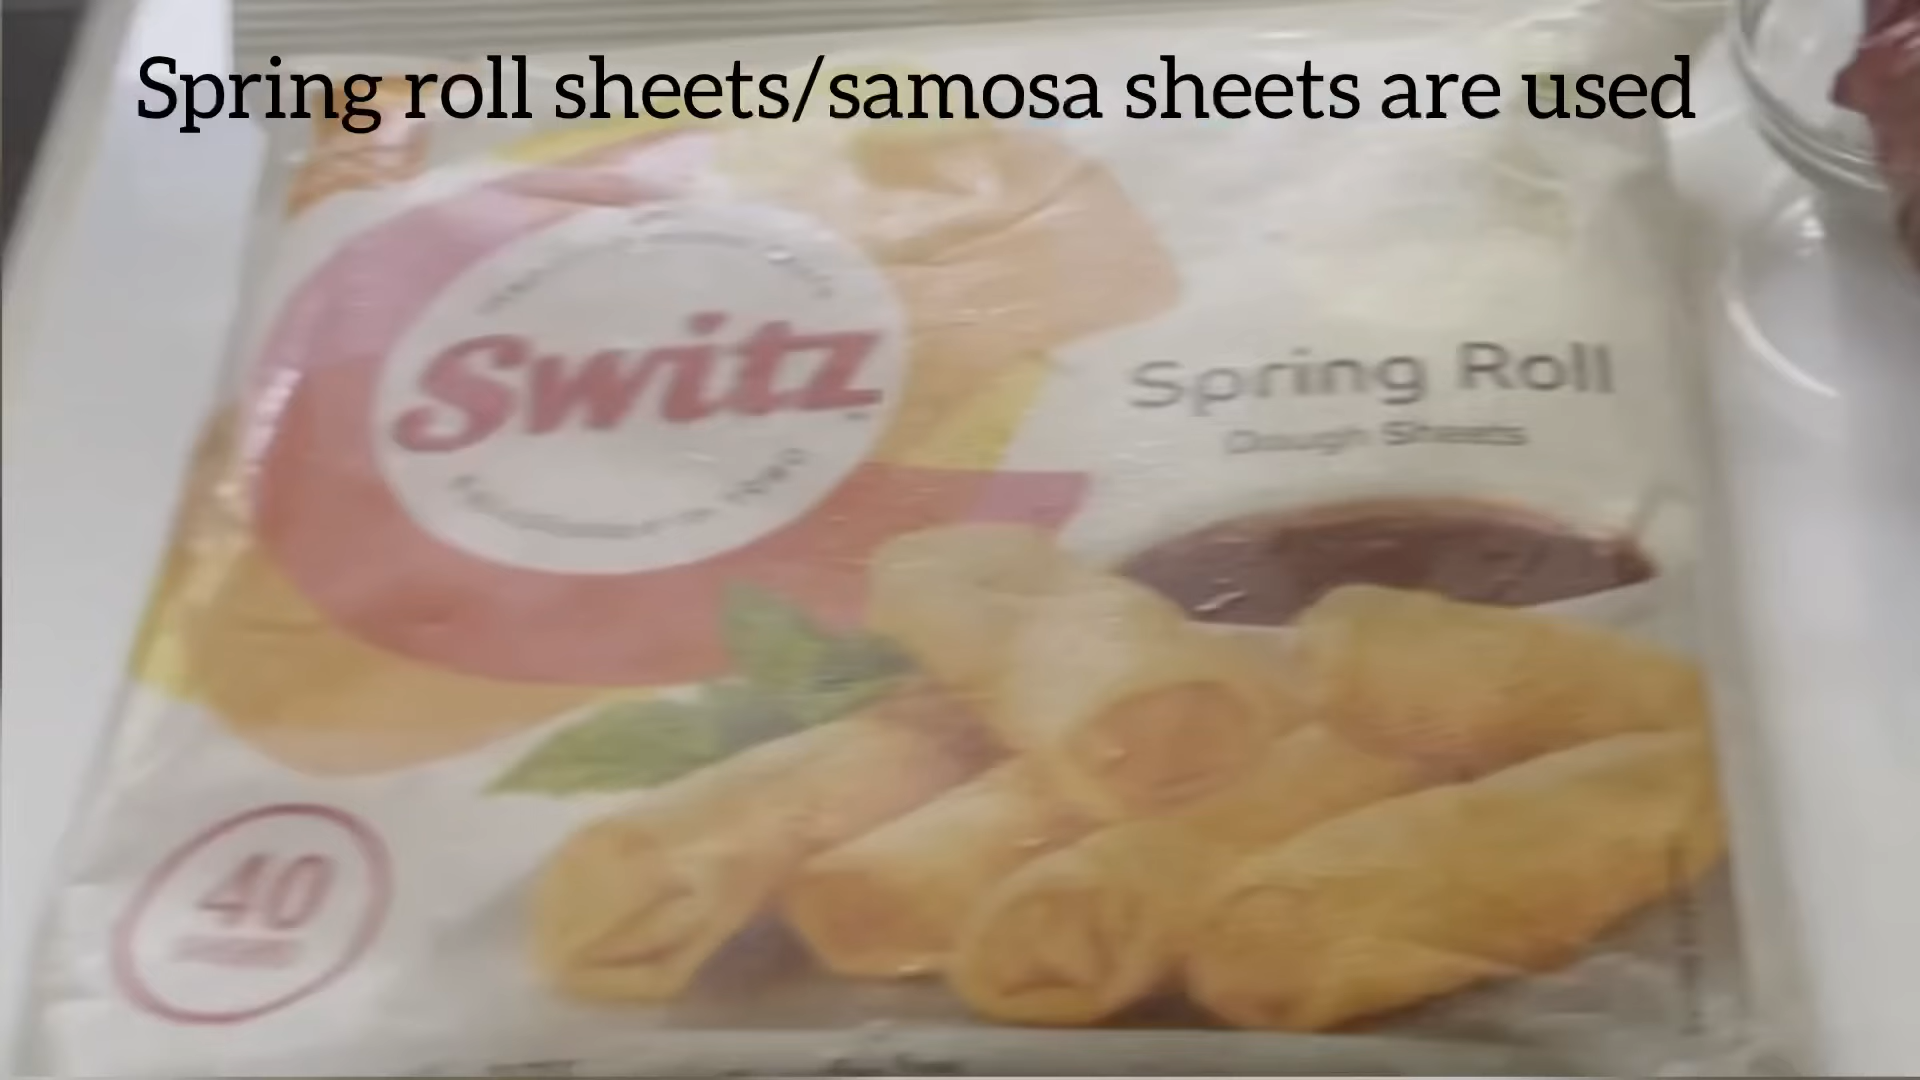 Spring roll sheets/samosa sheets are used
Switz
Spring Roll
Dough Sheets
40